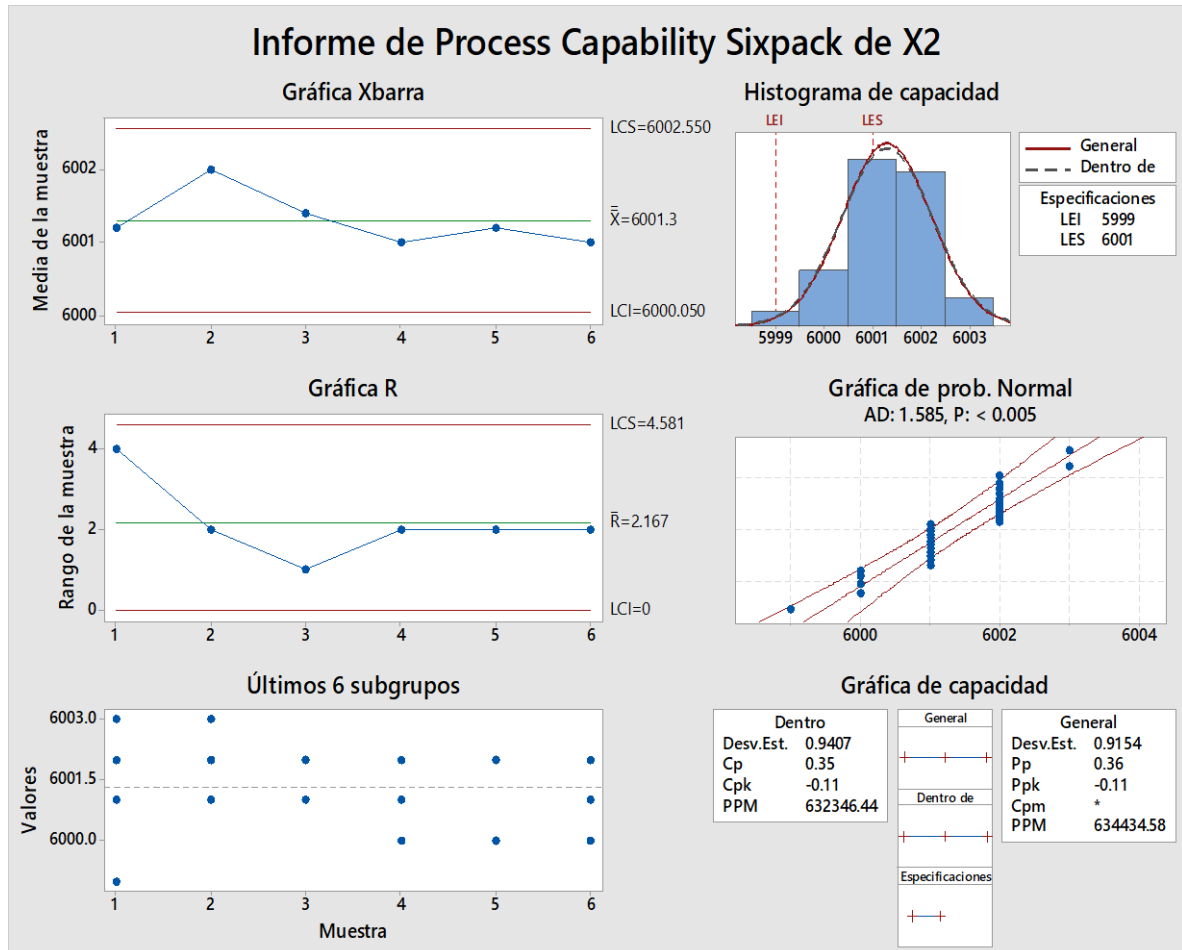 Informe de Process Capability Sixpack de X2
Gráfica Xbarra
Media de la muestra
6002
6001
6000
1 2 3 4 5 6
LCS=6002.550
X=6001.3
LCI=6000.050
Histograma de capacidad
LEI LES
5999 6000 6001 6002 6003
General
Dentro de
Especificaciones
LEI 5999
LES 6001
Gráfica R
Rango de la muestra
4
2
0
1 2 3 4 5 6
LCS=4.581
R=2.167
LCI=0
Gráfica de prob. Normal
AD: 1.585, P: < 0.005
6000 6002 6004
Últimos 6 subgrupos
Valores
6003.0
6001.5
6000.0
1 2 3 4 5 6
Muestra
Gráfica de capacidad
Dentro
Desv.Est. 0.9407
Cp 0.35
Cpk -0.11
PPM 632346.44
General
Dentro de
Especificaciones
General
Desv.Est. 0.9154
Pp 0.36
Ppk -0.11
Cpm *
PPM 634434.58